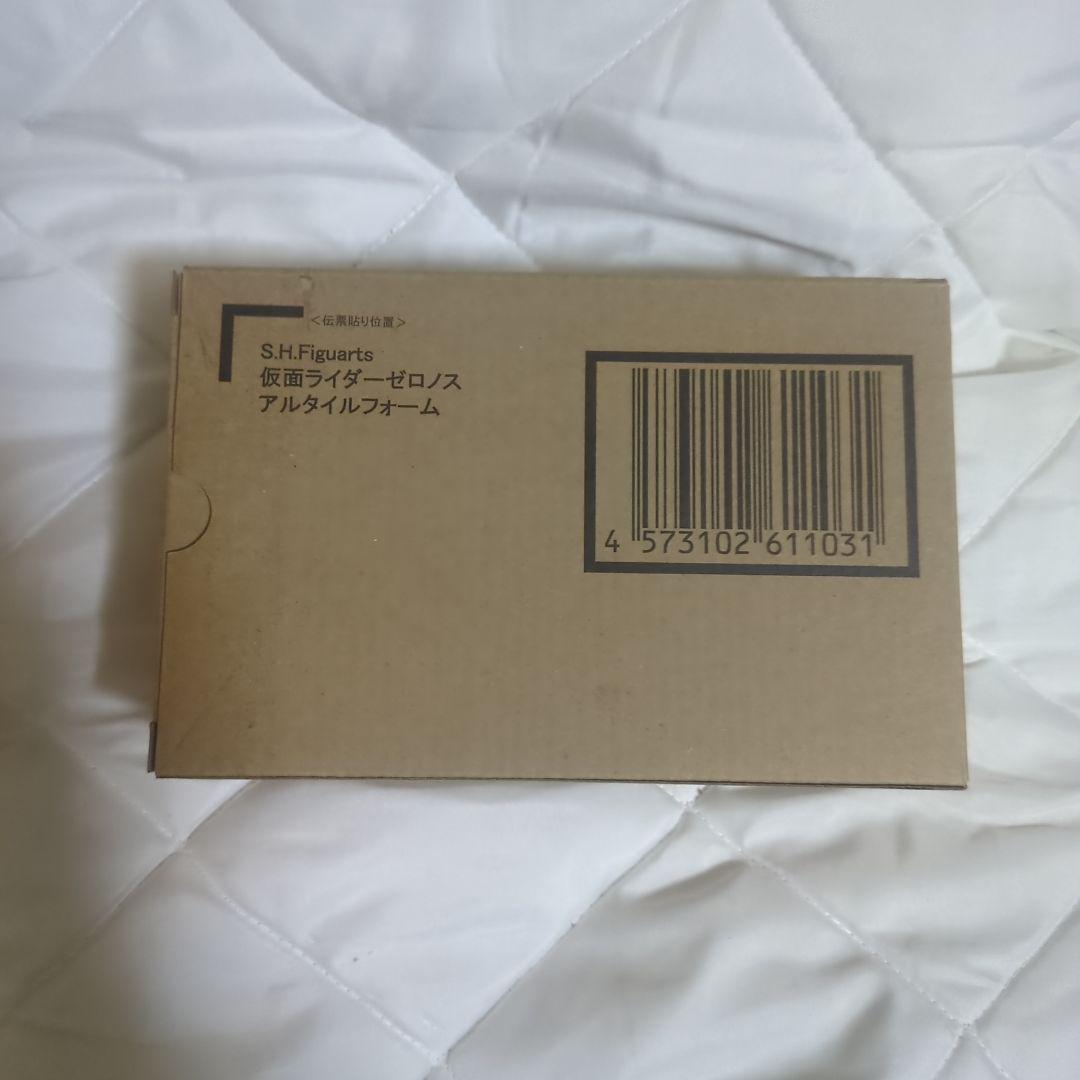 ＜伝票貼り位置＞
S.H.Figuarts
仮面ライダーゼロノス
アルタイルフォーム
4 573102 611031